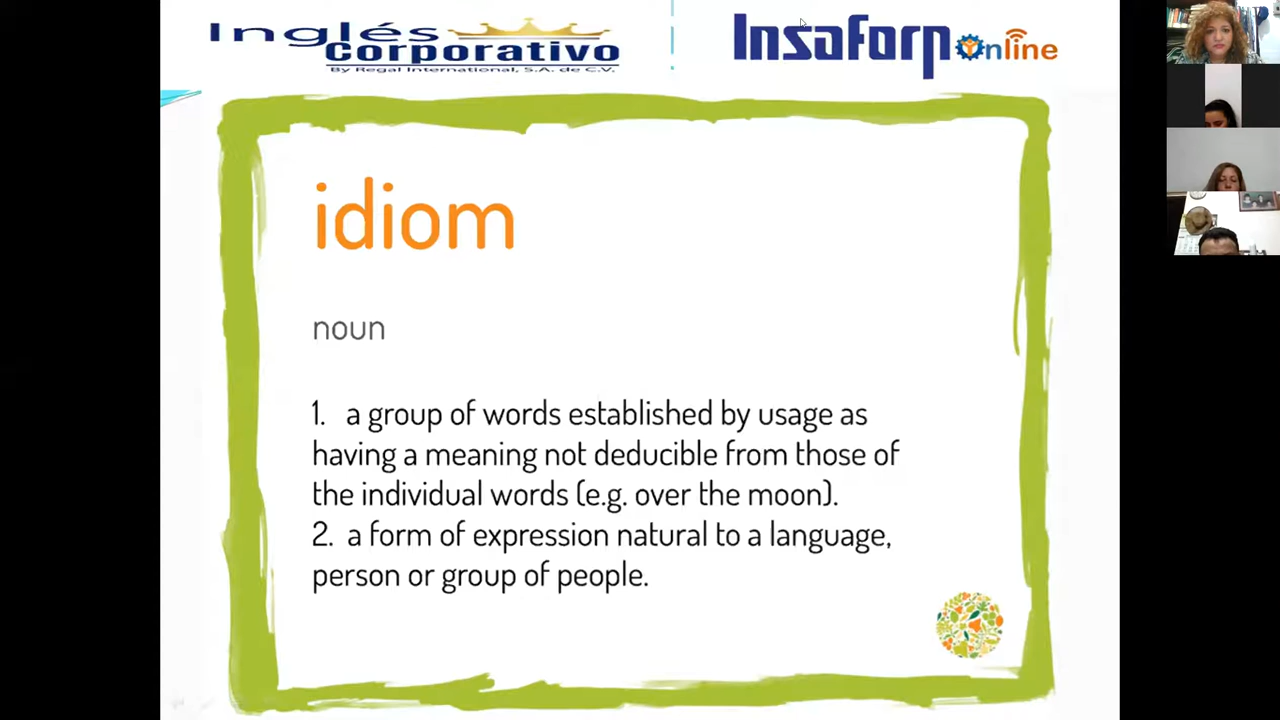 Inglés
Corporativo
By Regal International, S.A. de C.V.
Insaforp Online
idiom
noun
1. a group of words established by usage as
having a meaning not deducible from those of
the individual words (e.g. over the moon).
2. a form of expression natural to a language,
person or group of people.